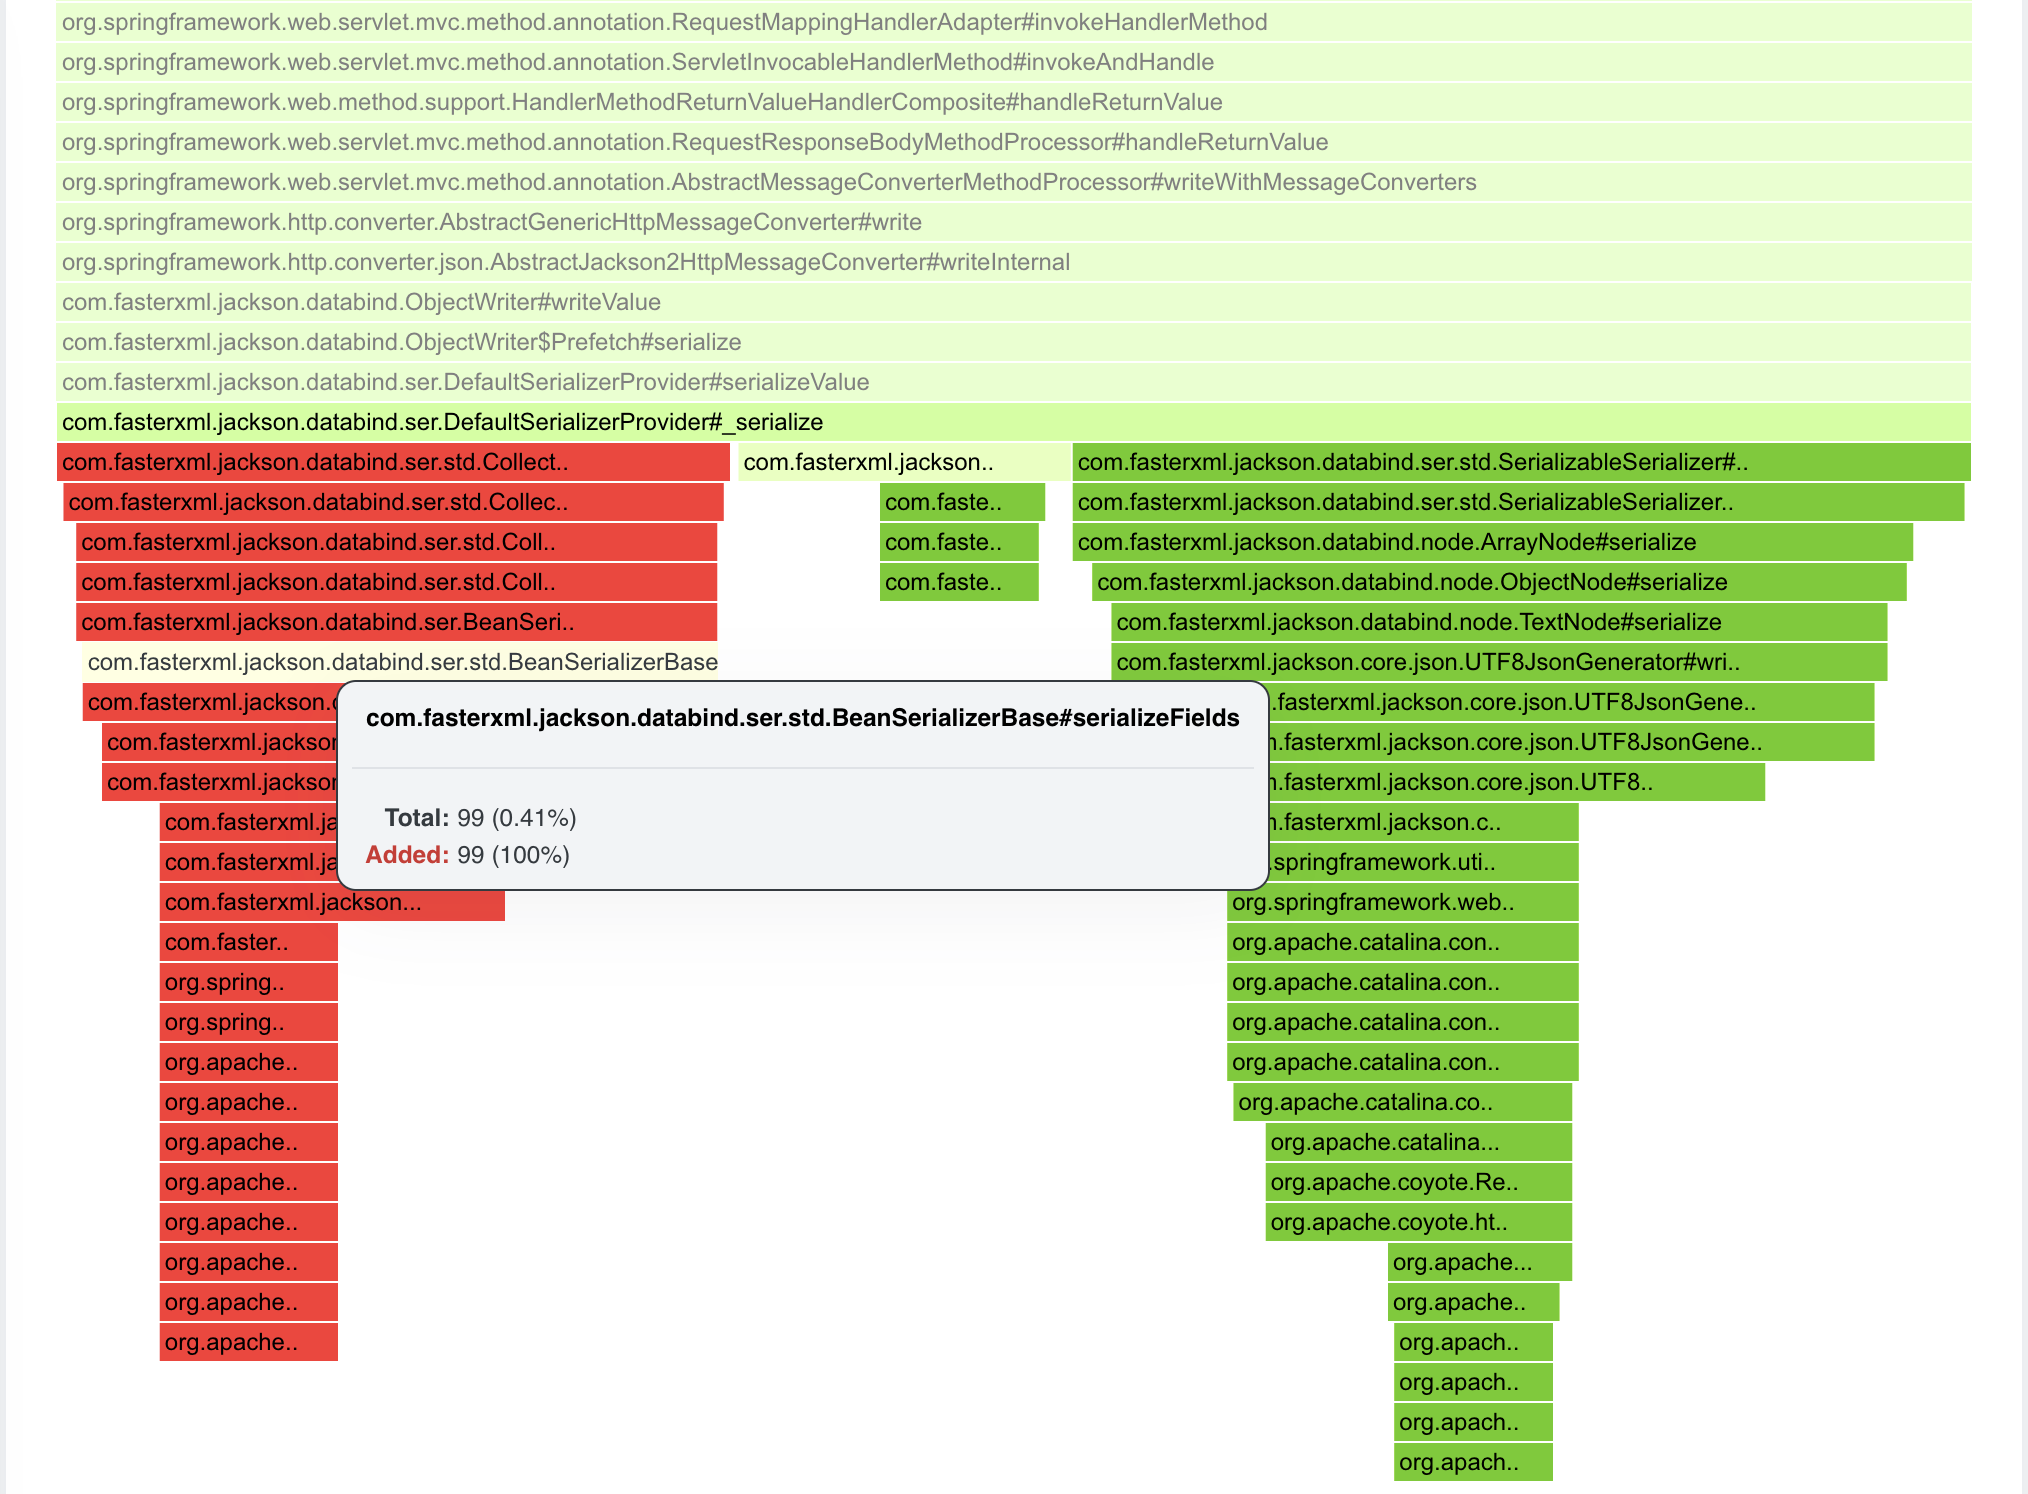 org.springframework.web.servlet.mvc.method.annotation.RequestMappingHandlerAdapter#invokeHandlerMethod
org.springframework.web.servlet.mvc.method.annotation.ServletInvocableHandlerMethod#invokeAndHandle
org.springframework.web.method.support.HandlerMethodReturnValueHandlerComposite#handleReturnValue
org.springframework.web.servlet.mvc.method.annotation.RequestResponseBodyMethodProcessor#handleReturnValue
org.springframework.web.servlet.mvc.method.annotation.AbstractMessageConverterMethodProcessor#writeWithMessageConverters
org.springframework.http.converter.AbstractGenericHttpMessageConverter#write
org.springframework.http.converter.json.AbstractJackson2HttpMessageConverter#writeInternal
com.fasterxml.jackson.databind.ObjectWriter#writeValue
com.fasterxml.jackson.databind.ObjectWriter$Prefetch#serialize
com.fasterxml.jackson.databind.ser.DefaultSerializerProvider#serializeValue
com.fasterxml.jackson.databind.ser.DefaultSerializerProvider#_serialize
com.fasterxml.jackson.databind.ser.std.Collect.. com.fasterxml.jackson.. com.fasterxml.jackson.databind.ser.std.SerializableSerializer#..
com.fasterxml.jackson.databind.ser.std.Collec.. com.faste.. com.fasterxml.jackson.databind.ser.std.SerializableSerializer..
com.fasterxml.jackson.databind.ser.std.Coll.. com.faste.. com.fasterxml.jackson.databind.node.ArrayNode#serialize
com.fasterxml.jackson.databind.ser.std.Coll.. com.faste.. com.fasterxml.jackson.databind.node.ObjectNode#serialize
com.fasterxml.jackson.databind.ser.BeanSeri.. com.fasterxml.jackson.databind.node.TextNode#serialize
com.fasterxml.jackson.databind.ser.std.BeanSerializerBase com.fasterxml.jackson.core.json.UTF8JsonGenerator#wri..
com.fasterxml.jackson. .fasterxml.jackson.core.json.UTF8JsonGene..
com.fasterxml.jackson.databind.ser.std.BeanSerializerBase#serializeFields
com.fasterxml.jackso .fasterxml.jackson.core.json.UTF8JsonGene..
com.fasterxml.jackso .fasterxml.jackson.core.json.UTF8..
com.fasterxml.ja .fasterxml.jackson.c..
Total: 99 (0.41%)
Added: 99 (100%)
com.fasterxml.ja .springframework.uti..
com.fasterxml.jackson... org.springframework.web..
com.faster.. org.apache.catalina.con..
org.spring.. org.apache.catalina.con..
org.spring.. org.apache.catalina.con..
org.apache.. org.apache.catalina.con..
org.apache.. org.apache.catalina.co..
org.apache.. org.apache.catalina...
org.apache.. org.apache.coyote.Re..
org.apache.. org.apache.coyote.ht..
org.apache.. org.apache...
org.apache.. org.apache..
org.apache.. org.apach..
org.apach..
org.apach..
org.apach..